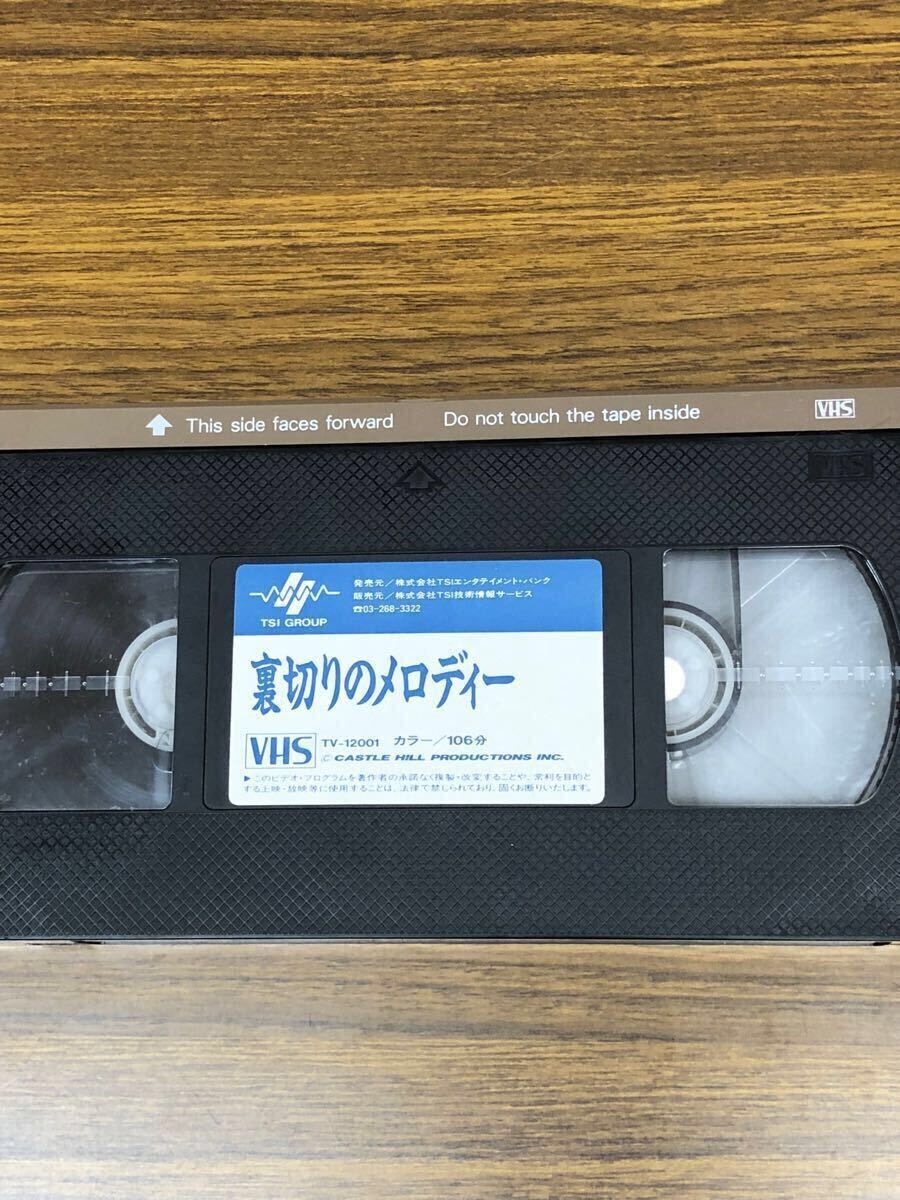 This side faces forward Do not touch the tape inside VHS
VHS
TSI GROUP
発売元／株式会社TSIエンタテイメント・バンク
販売元／株式会社TSI技術情報サービス
☎03-268-3322
裏切りのメロディー
VHS TV-12001 カラー／106分
© CASTLE HILL PRODUCTIONS INC.
▶このビデオ・プログラムを著作者の承諾なく複製・改変することや、営利を目的と
する上映・放映等に使用することは、法律で禁じられており、固くお断りいたします。